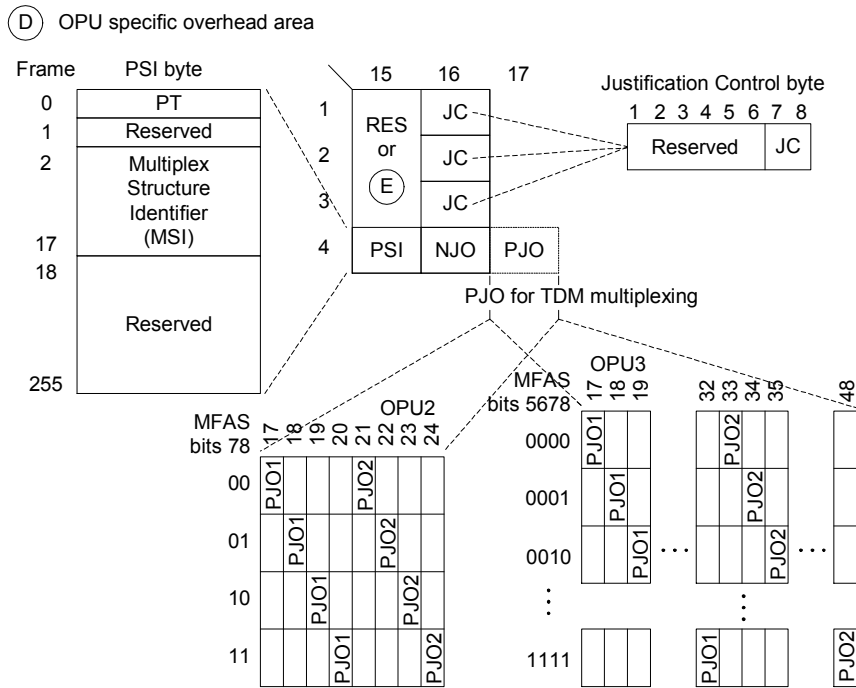 D OPU specific overhead area
Frame PSI byte
0 PT
1 Reserved
2 Multiplex
Structure
Identifier
17 (MSI)
18
Reserved
255
15 16 17
1 JC
RES
or
E
2 JC
3 JC
4 PSI NJO PJO
Justification Control byte
1 2 3 4 5 6 7 8
Reserved JC
PJO for TDM multiplexing
MFAS
bits 78
OPU2
17 18 19 20 21 22 23 24
00 PJO1 PJO2
01 PJO1 PJO2
10 PJO1 PJO2
11 PJO1 PJO2
OPU3
MFAS
bits 5678
17 18 19 32 33 34 35 48
0000 PJO1 PJO2
0001 PJO1 PJO2
0010 PJO1 ... PJO2 ...
1111 PJO1 PJO2